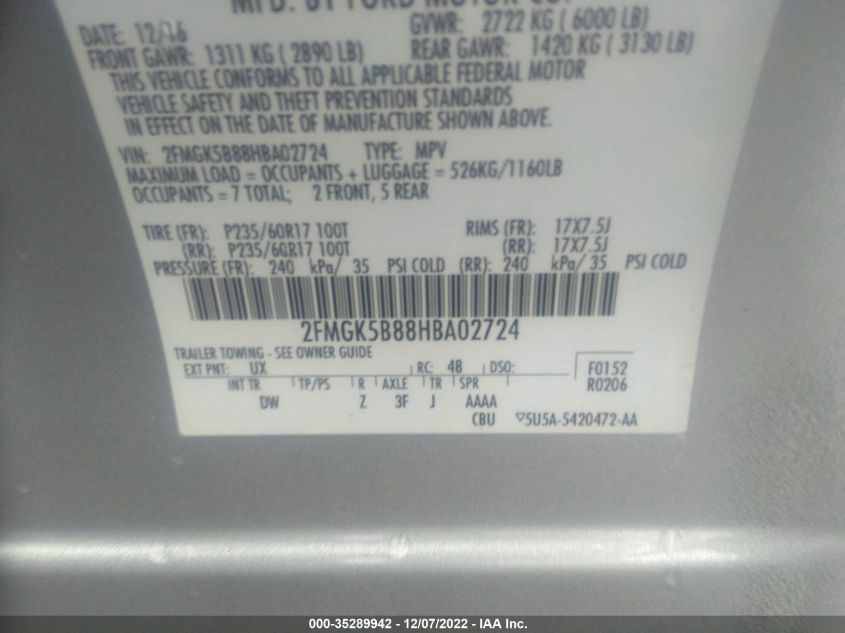 MFD. BY FORD MOTOR CO.
DATE: 12/16 GVWR: 2722 KG ( 6000 LB)
FRONT GAWR: 1311 KG ( 2890 LB) REAR GAWR: 1420 KG ( 3130 LB)
THIS VEHICLE CONFORMS TO ALL APPLICABLE FEDERAL MOTOR
VEHICLE SAFETY AND THEFT PREVENTION STANDARDS
IN EFFECT ON THE DATE OF MANUFACTURE SHOWN ABOVE.
VIN: 2FMGK5B88HBA02724 TYPE: MPV
MAXIMUM LOAD = OCCUPANTS + LUGGAGE = 526KG/1160LB
OCCUPANTS = 7 TOTAL; 2 FRONT, 5 REAR
TIRE (FR): P235/60R17 100T RIMS (FR): 17X7.5J
(RR): P235/60R17 100T (RR): 17X7.5J
PRESSURE (FR): 240 kPa/ 35 PSI COLD (RR): 240 kPa/ 35 PSI COLD
2FMGK5B88HBA02724
TRAILER TOWING - SEE OWNER GUIDE
EXT PNT: UX RC: 48 DSO: F0152
INT TR TP/PS R AXLE TR SPR R0206
DW Z 3F J AAAA
CBU ▽5U5A-5420472-AA
000-35289942 - 12/07/2022 - IAA Inc.